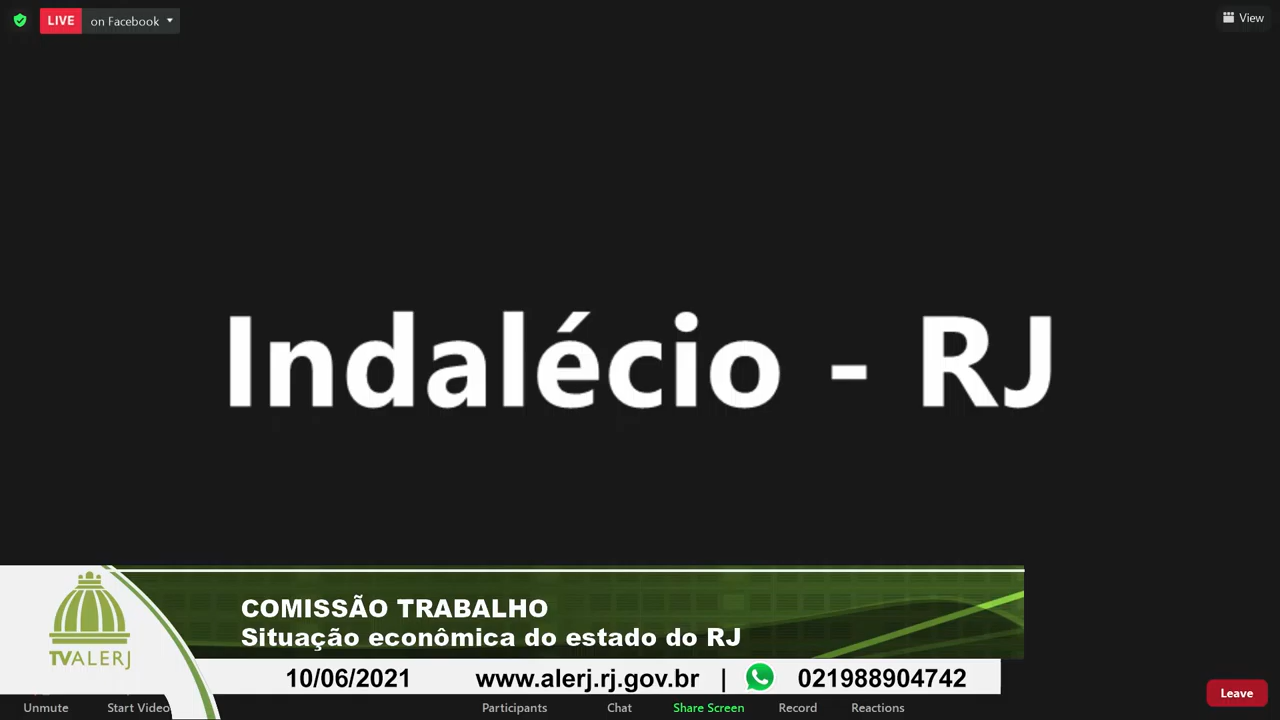 LIVE on Facebook
View
Indalécio - RJ
COMISSÃO TRABALHO
Situação econômica do estado do RJ
TVALERJ
10/06/2021 www.alerj.rj.gov.br | 021988904742
Unmute Start Video Participants Chat Share Screen Record Reactions Leave